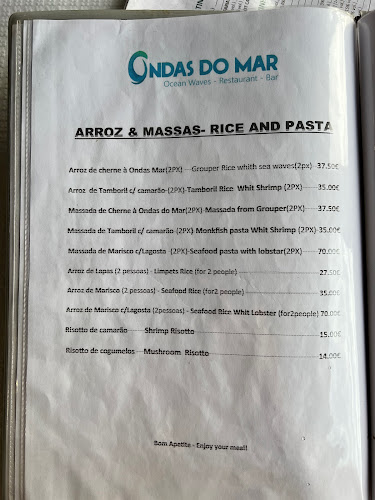 ONDAS DO MAR
Ocean Waves - Restaurant - Bar
ARROZ & MASSAS- RICE AND PASTA
Arroz de cherne à Ondas Mar(2PX)---Grouper Rice whith sea waves(2px) 37.50€
Arroz de Tamboril c/ camarão-(2PX)-Tamboril Rice Whit Shrimp (2PX) 35.00€
Massada de Cherne à Ondas do Mar(2PX)-Massada from Grouper(2PX) 37.50€
Massada de Tamboril c/ camarão-(2PX)-Monkfish pasta Whit Shrimp (2PX) 35.00€
Massada de Marisco c/Lagosta (2PX)-Seafood pasta with lobstar(2PX) 70.00€
Arroz de Lapas (2 pessoas) - Limpets Rice (for 2 people) 27.50€
Arroz de Marisco (2 pessoas) - Seafood Rice (for2people) 35.00€
Arroz de Marisco c/Lagosta (2pessoas) - Seafood Rice Whit Lobster (for2people) 70.00€
Risotto de camarão --- Shrimp Risotto 15.00€
Risotto de cogumelos - Mushroom Risotto 14.00€
Bom Apetite - Enjoy your meal!